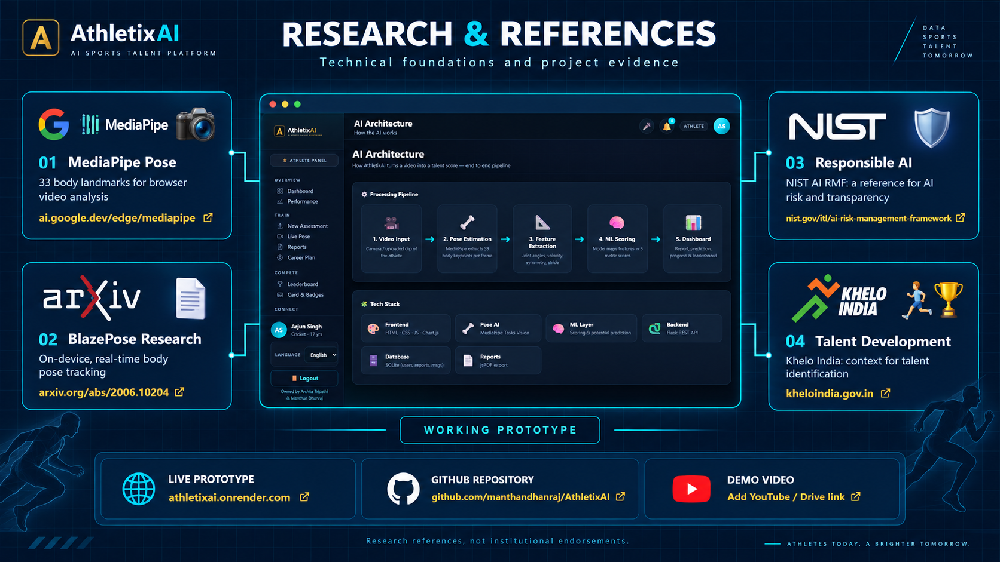 A
AthletixAI
AI SPORTS TALENT PLATFORM
RESEARCH & REFERENCES
Technical foundations and project evidence
DATA
SPORTS
TALENT
TOMORROW
MediaPipe
01 MediaPipe Pose
33 body landmarks for browser
video analysis
ai.google.dev/edge/mediapipe
arXiv
02 BlazePose Research
On-device, real-time body
pose tracking
arxiv.org/abs/2006.10204
A AthletixAI
ATHLETE PANEL
OVERVIEW
Dashboard
Performance
TRAIN
New Assessment
Live Pose
Reports
Career Plan
COMPETE
Leaderboard
Card & Badges
CONNECT
AS
Arjun Singh
Cricket - 17 yrs
LANGUAGE English
Logout
Owned by Archita Tripathi
& Manthan Dhanraj
AI Architecture
How the AI works
ATHLETE
AS
AI Architecture
How AthletixAI turns a video into a talent score — end to end pipeline
Processing Pipeline
1. Video Input
Camera / uploaded clip of
the athlete
2. Pose Estimation
MediaPipe extracts 33
body keypoints per frame
3. Feature
Extraction
Joint angles, velocity,
symmetry, stride
4. ML Scoring
Model maps features — 5
metric scores
5. Dashboard
Report, prediction,
progress & leaderboard
Tech Stack
Frontend
HTML · CSS · JS · Chart.js
Pose AI
MediaPipe Tasks Vision
ML Layer
Scoring & potential prediction
Backend
Flask REST API
Database
SQLite (users, reports, msgs)
Reports
jsPDF export
NIST
03 Responsible AI
NIST AI RMF: a reference for AI
risk and transparency
nist.gov/itl/ai-risk-management-framework
KHELO
INDIA
04 Talent Development
Khelo India: context for talent
identification
kheloindia.gov.in
WORKING PROTOTYPE
LIVE PROTOTYPE
athletixai.onrender.com
GITHUB REPOSITORY
github.com/manthandhanraj/AthletixAI
DEMO VIDEO
Add YouTube / Drive link
Research references, not institutional endorsements.
ATHLETES TODAY. A BRIGHTER TOMORROW.